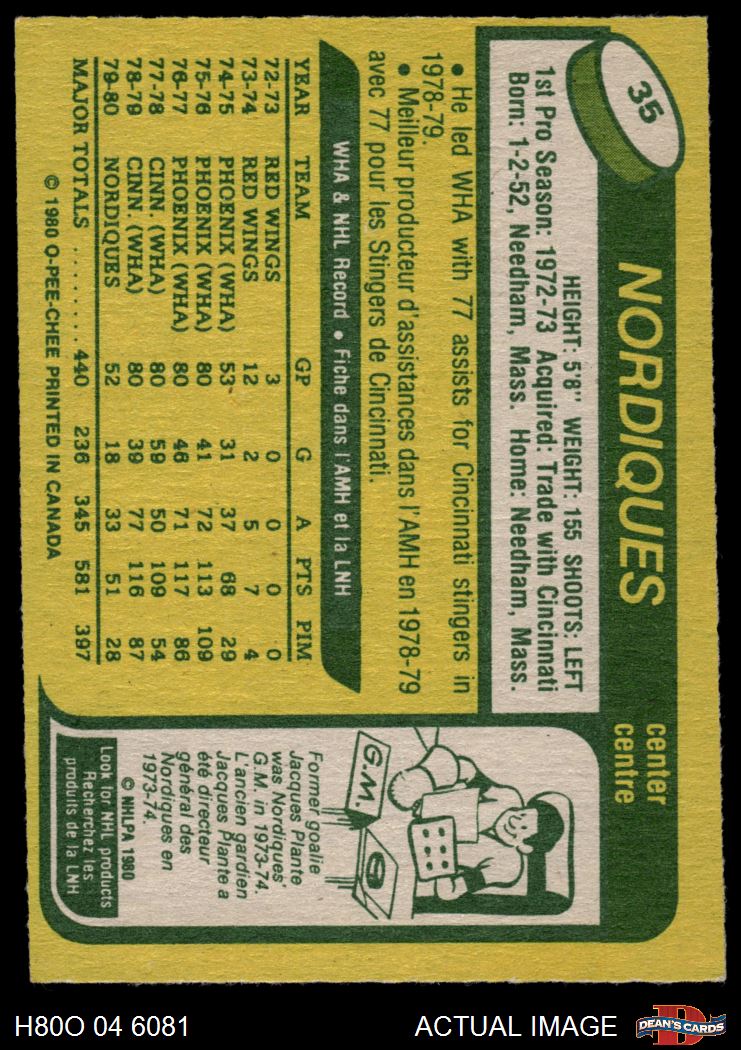 35
NORDIQUES
center
centre
HEIGHT: 5'8" WEIGHT: 155 SHOOTS: LEFT
1st Pro Season: 1972-73 Acquired: Trade with Cincinnati
Born: 1-2-52, Needham, Mass. Home: Needham, Mass.
• He led WHA with 77 assists for Cincinnati stingers in
1978-79.
• Meilleur producteur d'assistances dans l'AMH en 1978-79
avec 77 pour les Stingers de Cincinnati.
WHA & NHL Record • Fiche dans l'AMH et la LNH
YEAR TEAM GP G A PTS PIM
72-73 RED WINGS 3 0 0 0 0
73-74 RED WINGS 12 2 5 7 4
74-75 PHOENIX (WHA) 53 31 37 68 29
75-76 PHOENIX (WHA) 80 41 72 113 109
76-77 PHOENIX (WHA) 80 46 71 117 86
77-78 CINN. (WHA) 80 59 50 109 54
78-79 CINN. (WHA) 80 39 77 116 87
79-80 NORDIQUES 52 18 33 51 28
MAJOR TOTALS ......... 440 236 345 581 397
© 1980 O-PEE-CHEE PRINTED IN CANADA
G.M.
Former goalie
Jacques Plante
was Nordiques'
G.M. in 1973-74.
L'ancien gardien
Jacques Plante a
été directeur
général des
Nordiques en
1973-74.
© NHLPA 1980
Look for NHL products
Recherchez les
produits de la LNH
H80O 04 6081
ACTUAL IMAGE
D
DEAN'S CARDS